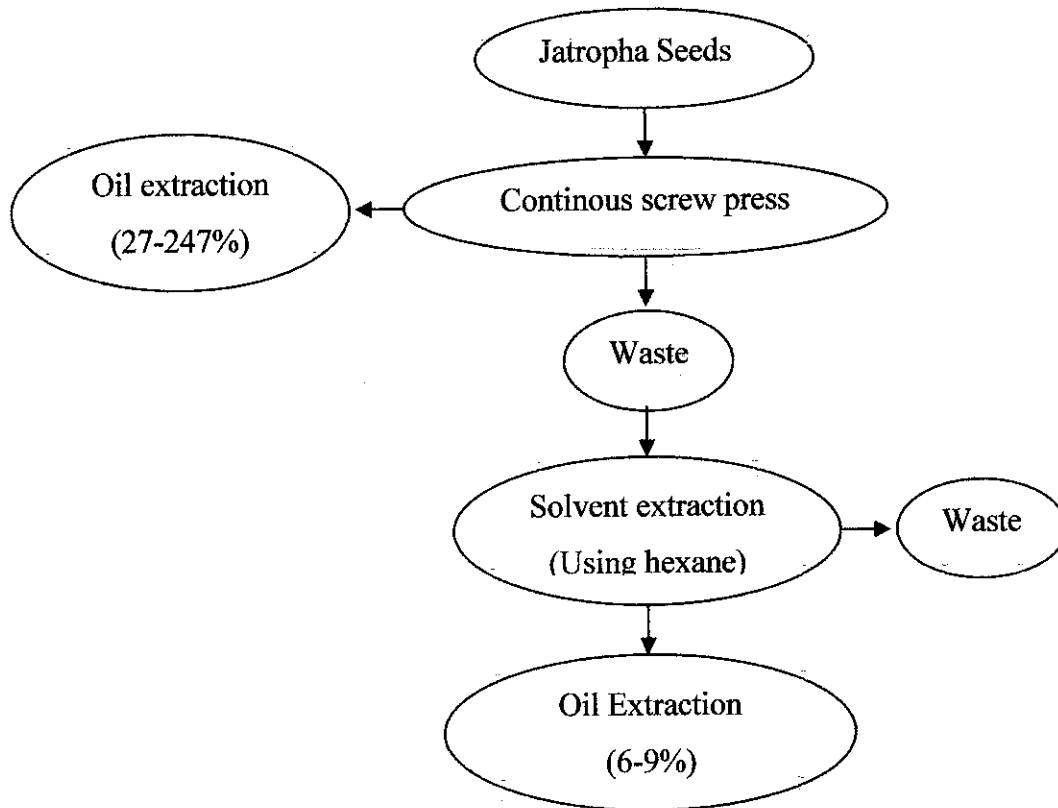 Jatropha Seeds
Oil extraction
(27-247%)
Continous screw press
Waste
Solvent extraction
(Using hexane)
Waste
Oil Extraction
(6-9%)